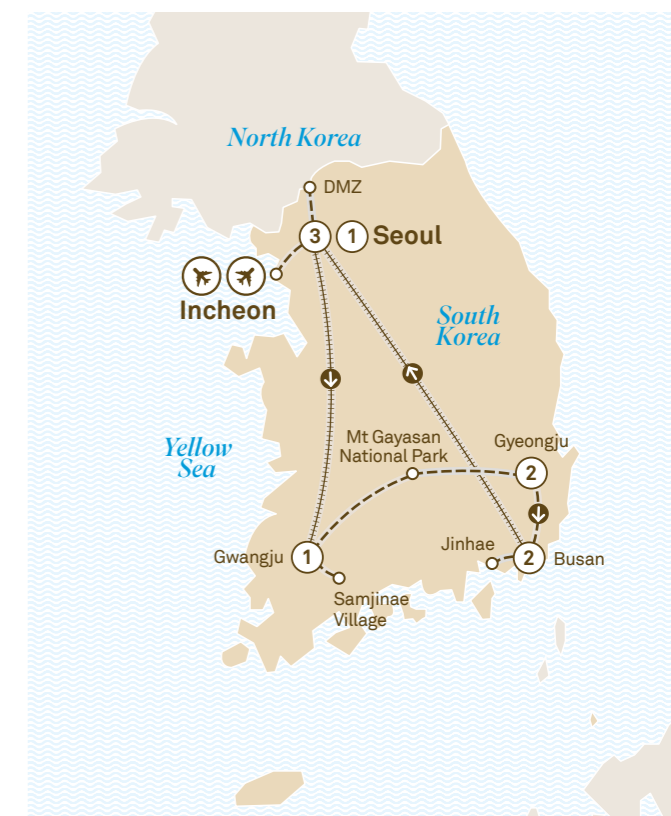 North Korea
DMZ
3
1
Seoul
Incheon
South
Korea
Yellow
Sea
Mt Gayasan
National Park
Gyeongju
2
Gwangju
1
Jinhae
2
Busan
Samjinae
Village